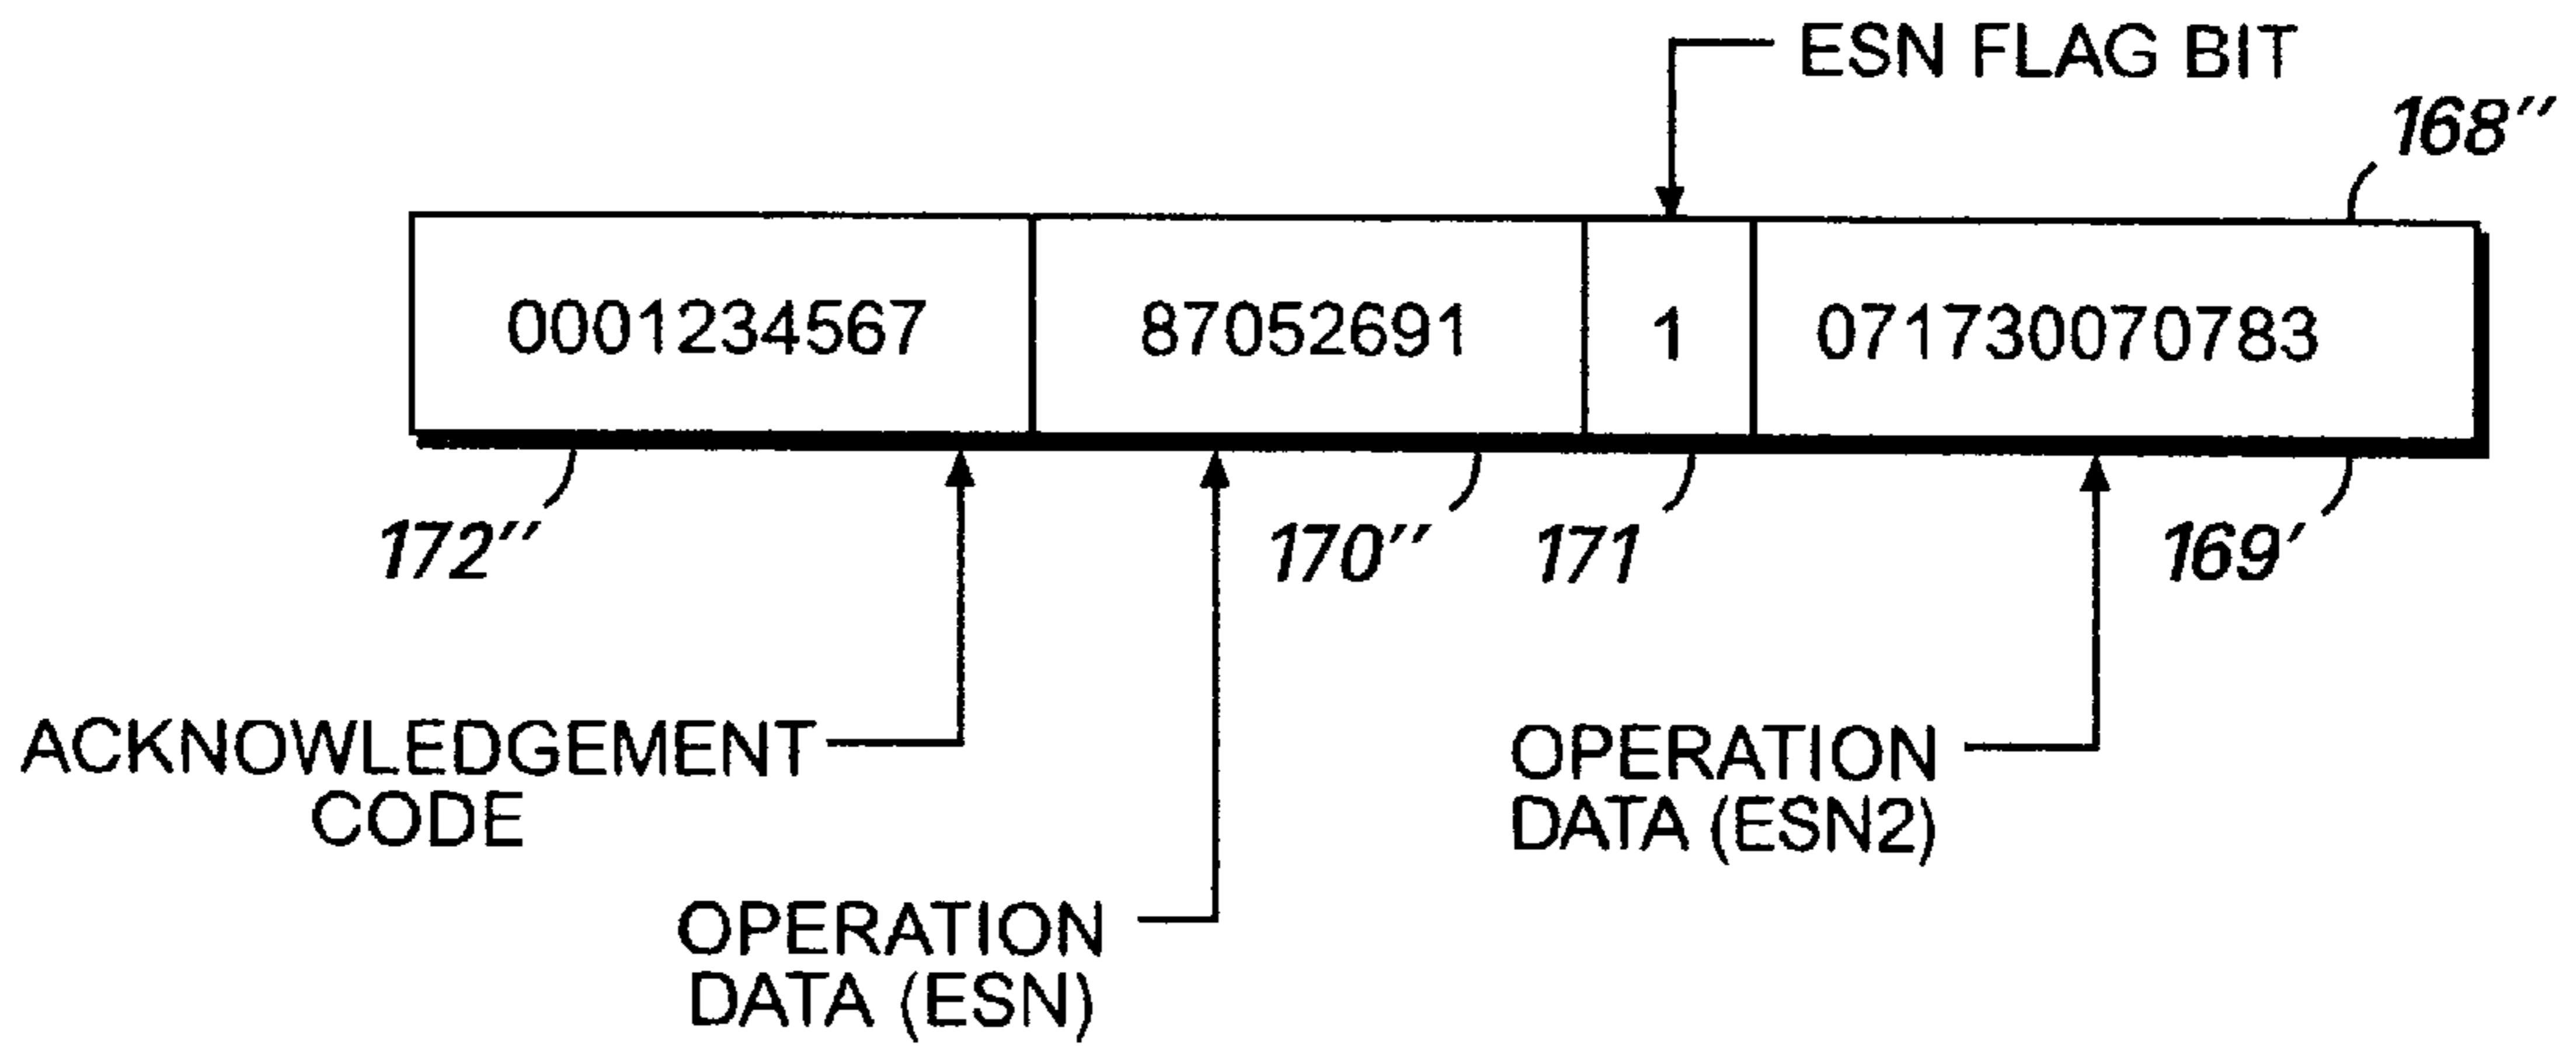 ESN FLAG BIT
168''
0001234567 87052691 1 071730070783
172'' 170'' 171 169'
ACKNOWLEDGEMENT
CODE
OPERATION
DATA (ESN2)
OPERATION
DATA (ESN)